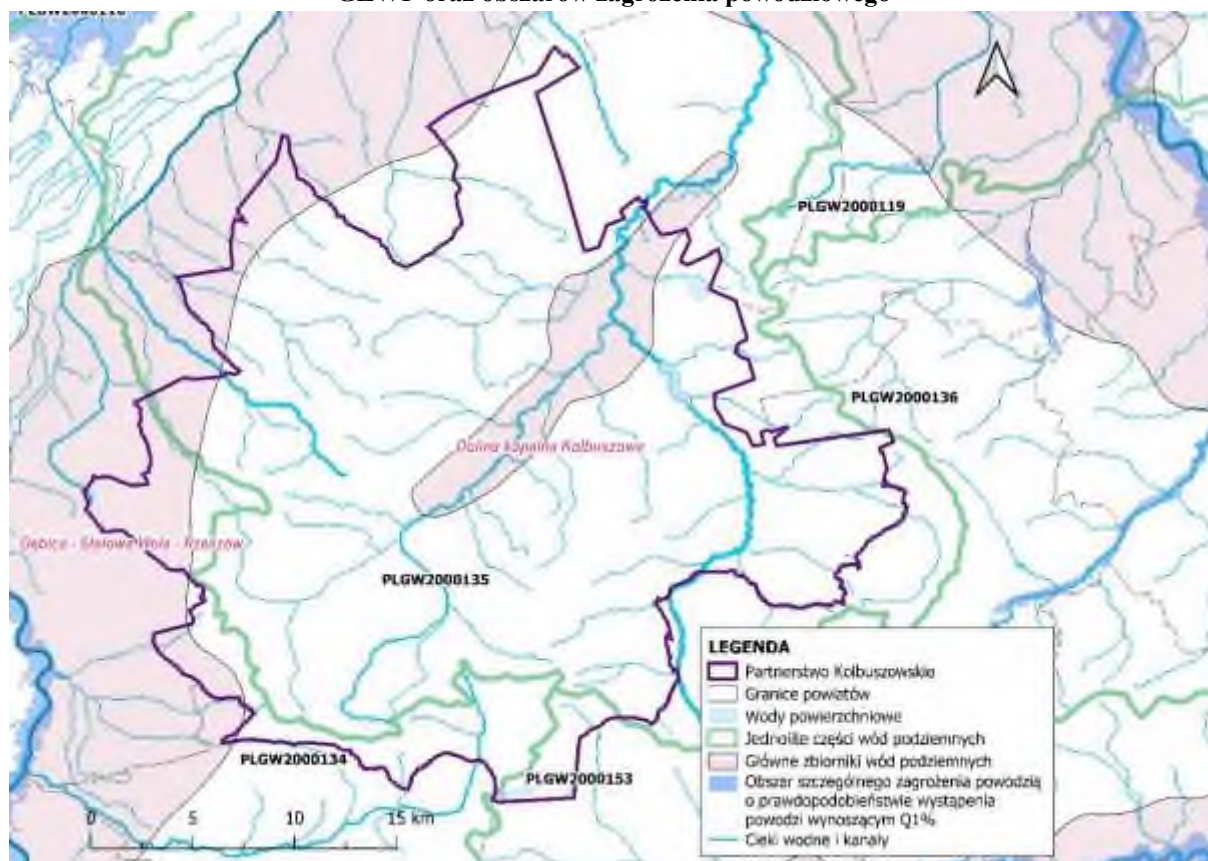 GZWP oraz obszarów zagrożenia powodziowego
PLGW2000119
PLGW2000136
Dolina kopalna Kolbuszowa
Dębica - Stalowa Wola - Rzeszów
PLGW2000135
PLGW2000134
PLGW2000153
0 5 10 15 km
LEGENDA
Partnerstwo Kolbuszowskie
Granice powiatów
Wody powierzchniowe
Jednolite części wód podziemnych
Główne zbiorniki wód podziemnych
Obszar szczególnego zagrożenia powodzią
o prawdopodobieństwie wystąpenia
powodzi wynoszącym Q1%
Cieki wodne i kanały